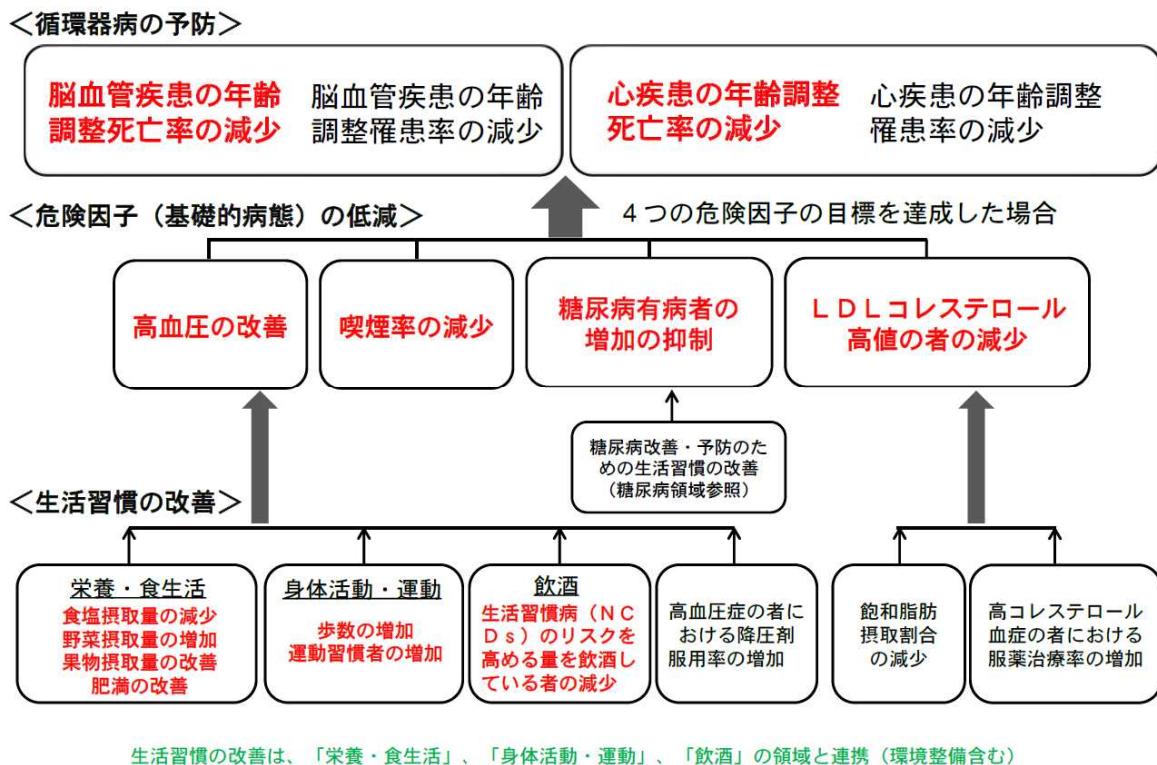 ＜循環器病の予防＞
脳血管疾患の年齢
調整死亡率の減少
脳血管疾患の年齢
調整罹患率の減少
心疾患の年齢調整
死亡率の減少
心疾患の年齢調整
罹患率の減少
＜危険因子（基礎的病態）の低減＞
４つの危険因子の目標を達成した場合
高血圧の改善
喫煙率の減少
糖尿病有病者の
増加の抑制
ＬＤＬコレステロール
高値の者の減少
糖尿病改善・予防のた
めの生活習慣の改善
（糖尿病領域参照）
＜生活習慣の改善＞
栄養・食生活
食塩摂取量の減少
野菜摂取量の増加
果物摂取量の改善
肥満の改善
身体活動・運動
歩数の増加
運動習慣者の増加
飲酒
生活習慣病（ＮＣ
Ｄｓ）のリスクを
高める量を飲酒し
ている者の減少
高血圧症の者に
おける降圧剤
服用率の増加
飽和脂肪
摂取割合
の減少
高コレステロール
血症の者における
服薬治療率の増加
生活習慣の改善は、「栄養・食生活」、「身体活動・運動」、「飲酒」の領域と連携（環境整備含む）